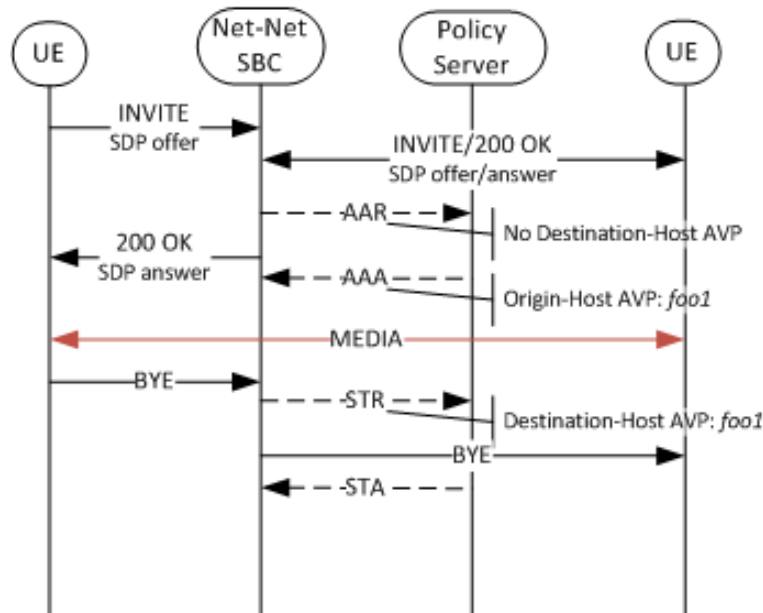 UE
Net-Net
SBC
Policy
Server
UE
INVITE
SDP offer
INVITE/200 OK
SDP offer/answer
AAR
No Destination-Host AVP
200 OK
SDP answer
AAA
Origin-Host AVP: foo1
MEDIA
BYE
STR
Destination-Host AVP: foo1
BYE
STA